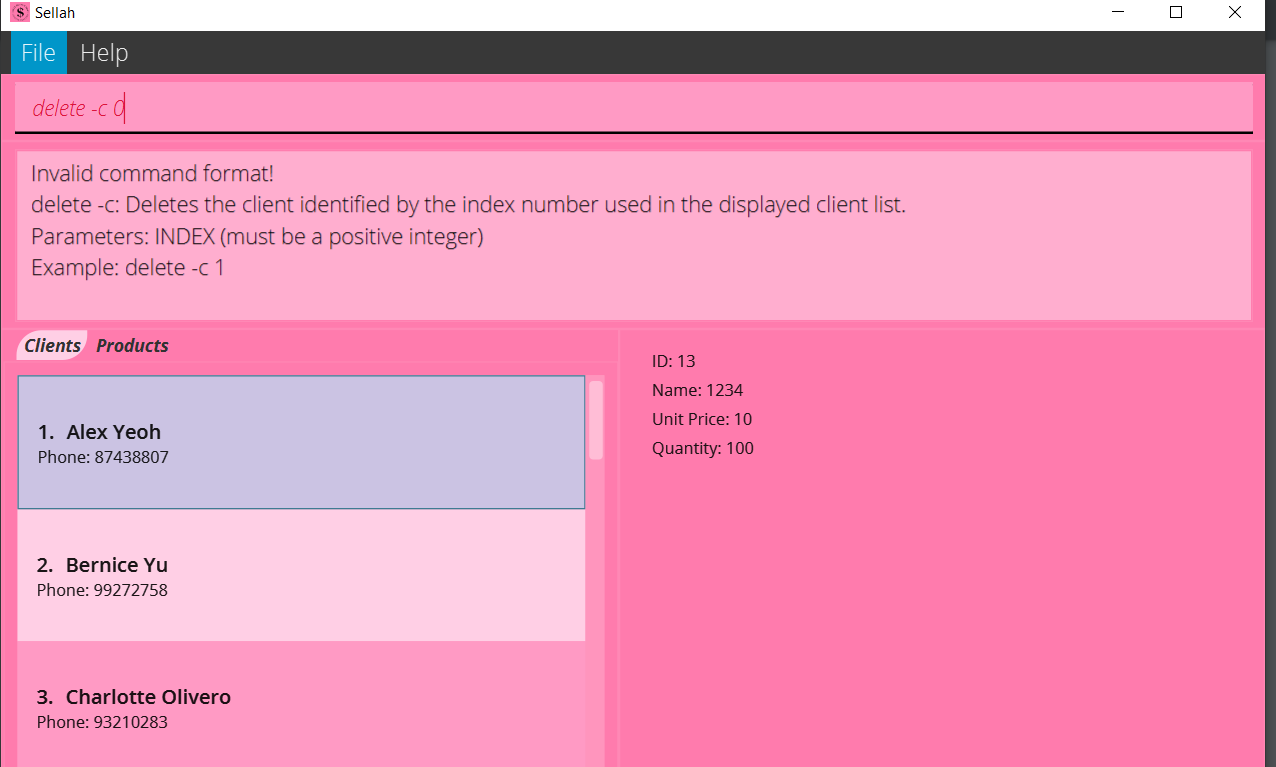 $ Sellah
File Help
delete -c 0
Invalid command format!
delete -c: Deletes the client identified by the index number used in the displayed client list.
Parameters: INDEX (must be a positive integer)
Example: delete -c 1
Clients Products
1. Alex Yeoh
Phone: 87438807
2. Bernice Yu
Phone: 99272758
3. Charlotte Olivero
Phone: 93210283
ID: 13
Name: 1234
Unit Price: 10
Quantity: 100